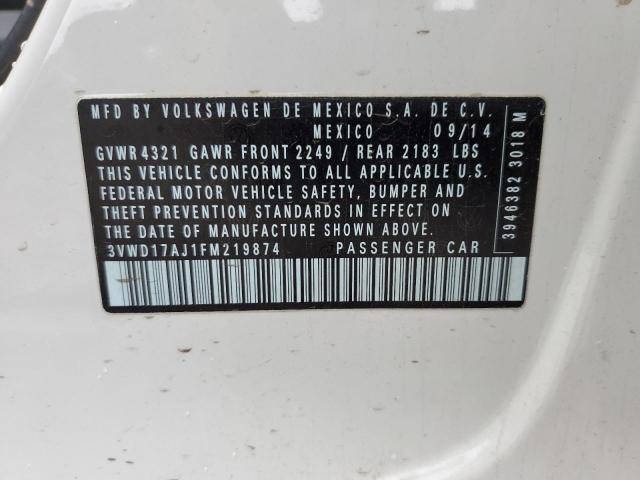 MFD BY VOLKSWAGEN DE MEXICO S.A. DE C.V.
MEXICO 09/14
GVWR 4321 GAWR FRONT 2249 / REAR 2183 LBS
THIS VEHICLE CONFORMS TO ALL APPLICABLE U.S.
FEDERAL MOTOR VEHICLE SAFETY, BUMPER AND
THEFT PREVENTION STANDARDS IN EFFECT ON
THE DATE OF MANUFACTURE SHOWN ABOVE.
3VWD17AJ1FM219874 PASSENGER CAR
3946382 3018 M